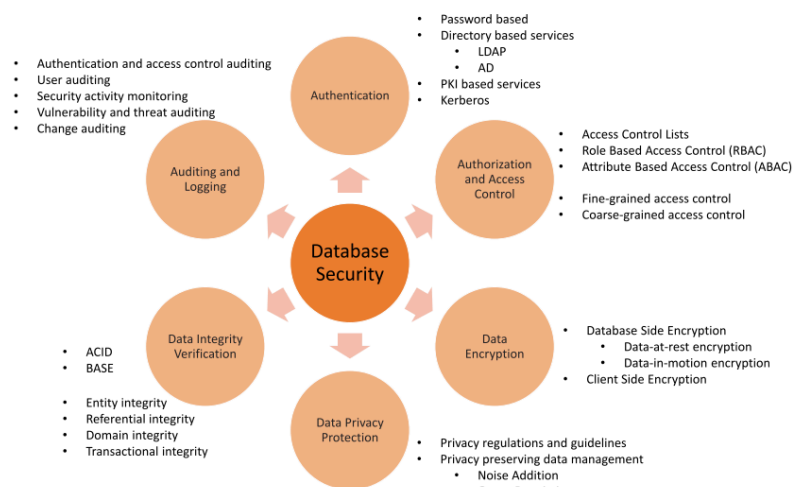 Authentication
• Password based
• Directory based services
• LDAP
• AD
• PKI based services
• Kerberos
Authorization
and Access
Control
• Access Control Lists
• Role Based Access Control (RBAC)
• Attribute Based Access Control (ABAC)
• Fine-grained access control
• Coarse-grained access control
Data
Encryption
• Database Side Encryption
• Data-at-rest encryption
• Data-in-motion encryption
• Client Side Encryption
Data Privacy
Protection
• Privacy regulations and guidelines
• Privacy preserving data management
• Noise Addition
Data Integrity
Verification
• ACID
• BASE
• Entity integrity
• Referential integrity
• Domain integrity
• Transactional integrity
Auditing and
Logging
• Authentication and access control auditing
• User auditing
• Security activity monitoring
• Vulnerability and threat auditing
• Change auditing
Database
Security